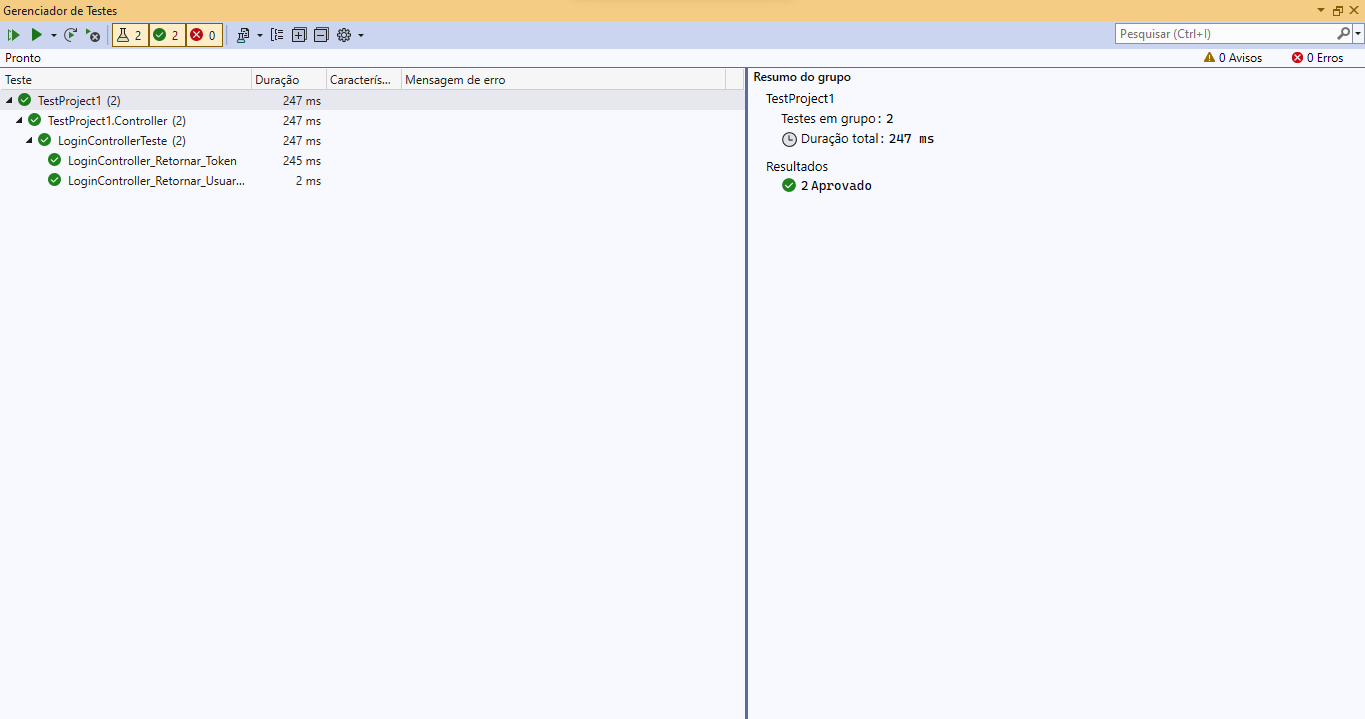 Gerenciador de Testes
2 2 0
Pesquisar (Ctrl+I)
Pronto
0 Avisos 0 Erros
Teste Duração Caracterís... Mensagem de erro
TestProject1 (2) 247 ms
TestProject1.Controller (2) 247 ms
LoginControllerTeste (2) 247 ms
LoginController_Retornar_Token 245 ms
LoginController_Retornar_Usuar... 2 ms
Resumo do grupo
TestProject1
Testes em grupo: 2
Duração total: 247 ms
Resultados
2 Aprovado